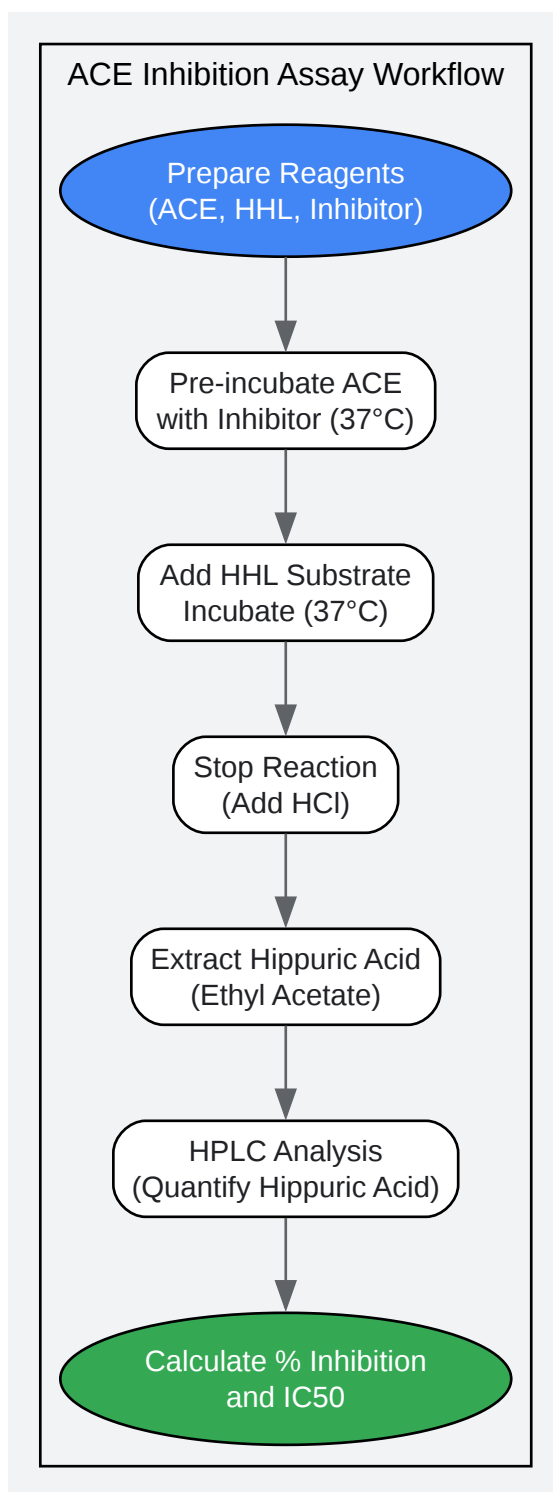 ACE Inhibition Assay Workflow
Prepare Reagents
(ACE, HHL, Inhibitor)
Pre-incubate ACE
with Inhibitor (37°C)
Add HHL Substrate
Incubate (37°C)
Stop Reaction
(Add HCl)
Extract Hippuric Acid
(Ethyl Acetate)
HPLC Analysis
(Quantify Hippuric Acid)
Calculate % Inhibition
and IC50